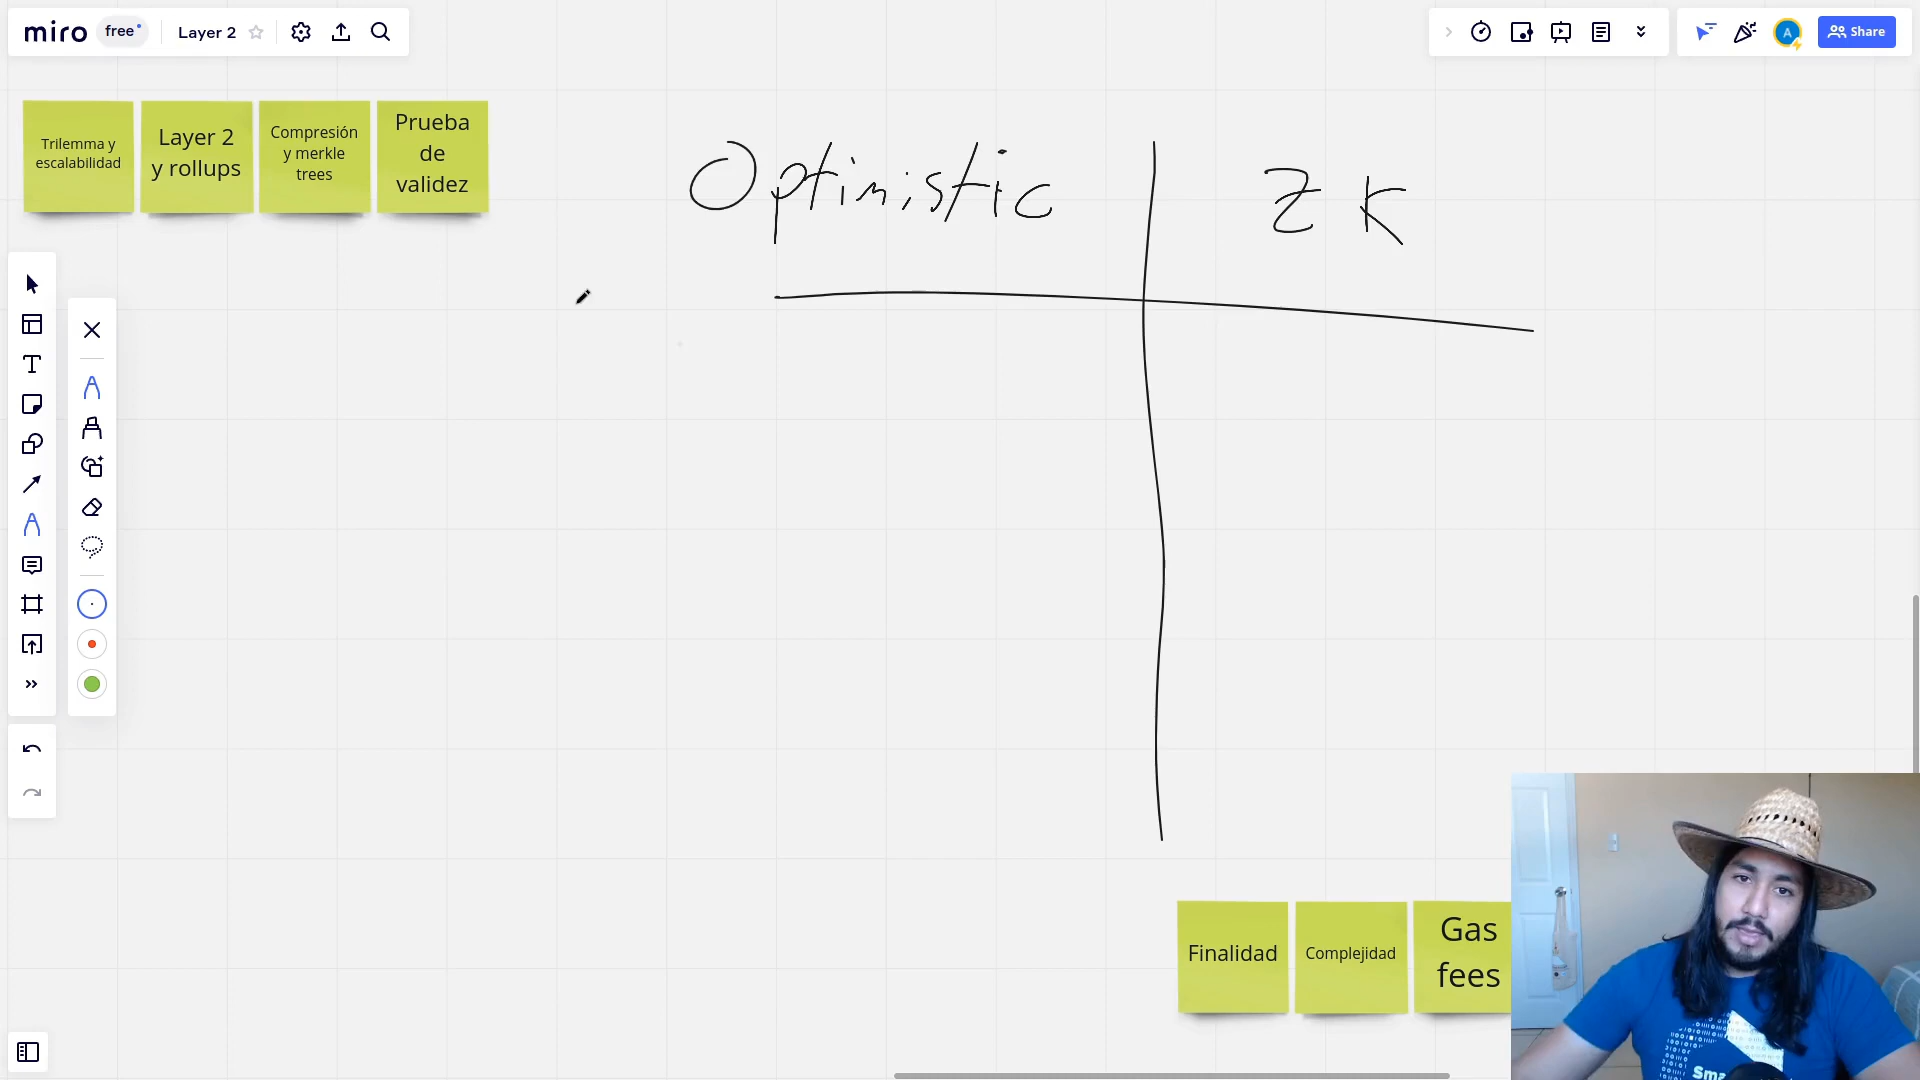 miro free
Layer 2
Share
A
Trilemma y
escalabilidad
Layer 2
y rollups
Compresión
y merkle
trees
Prueba
de
validez
Optimistic
ZK
Finalidad
Complejidad
Gas
fees